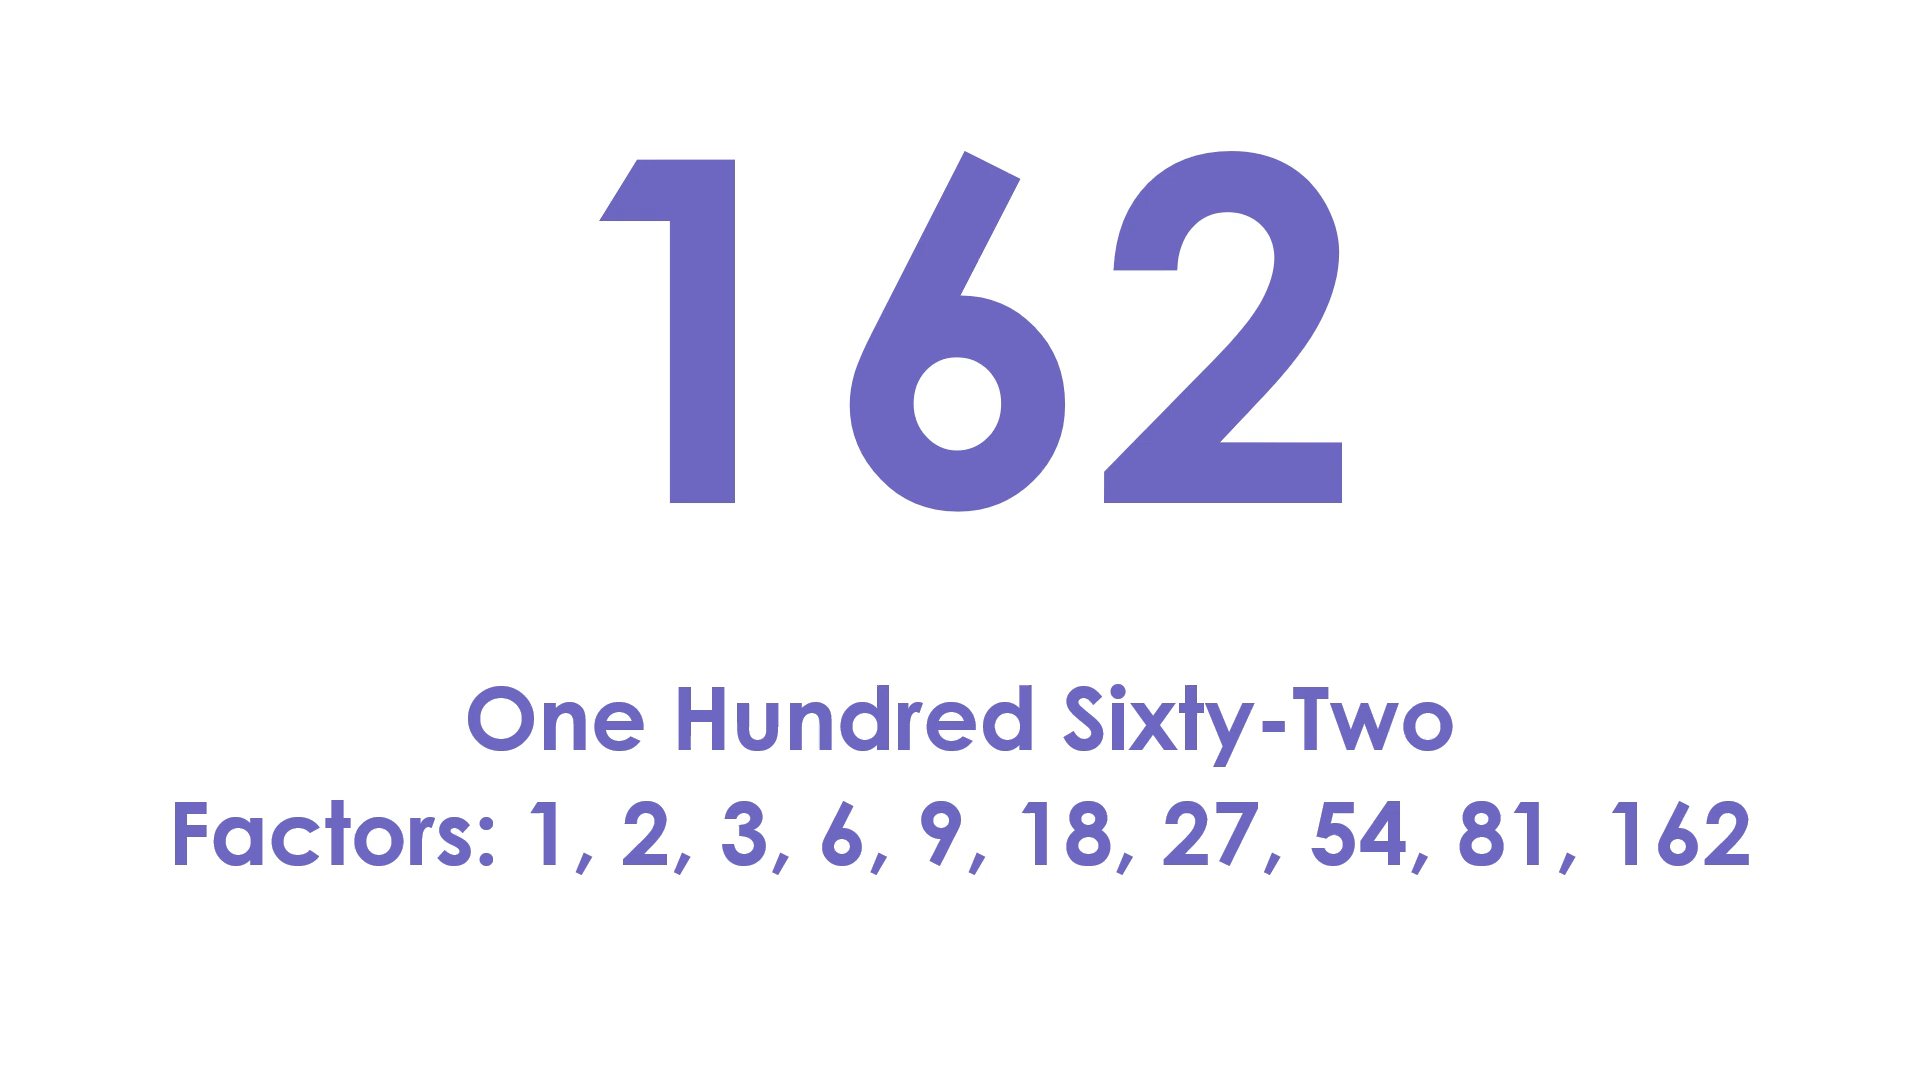 162
One Hundred Sixty-Two
Factors: 1, 2, 3, 6, 9, 18, 27, 54, 81, 162